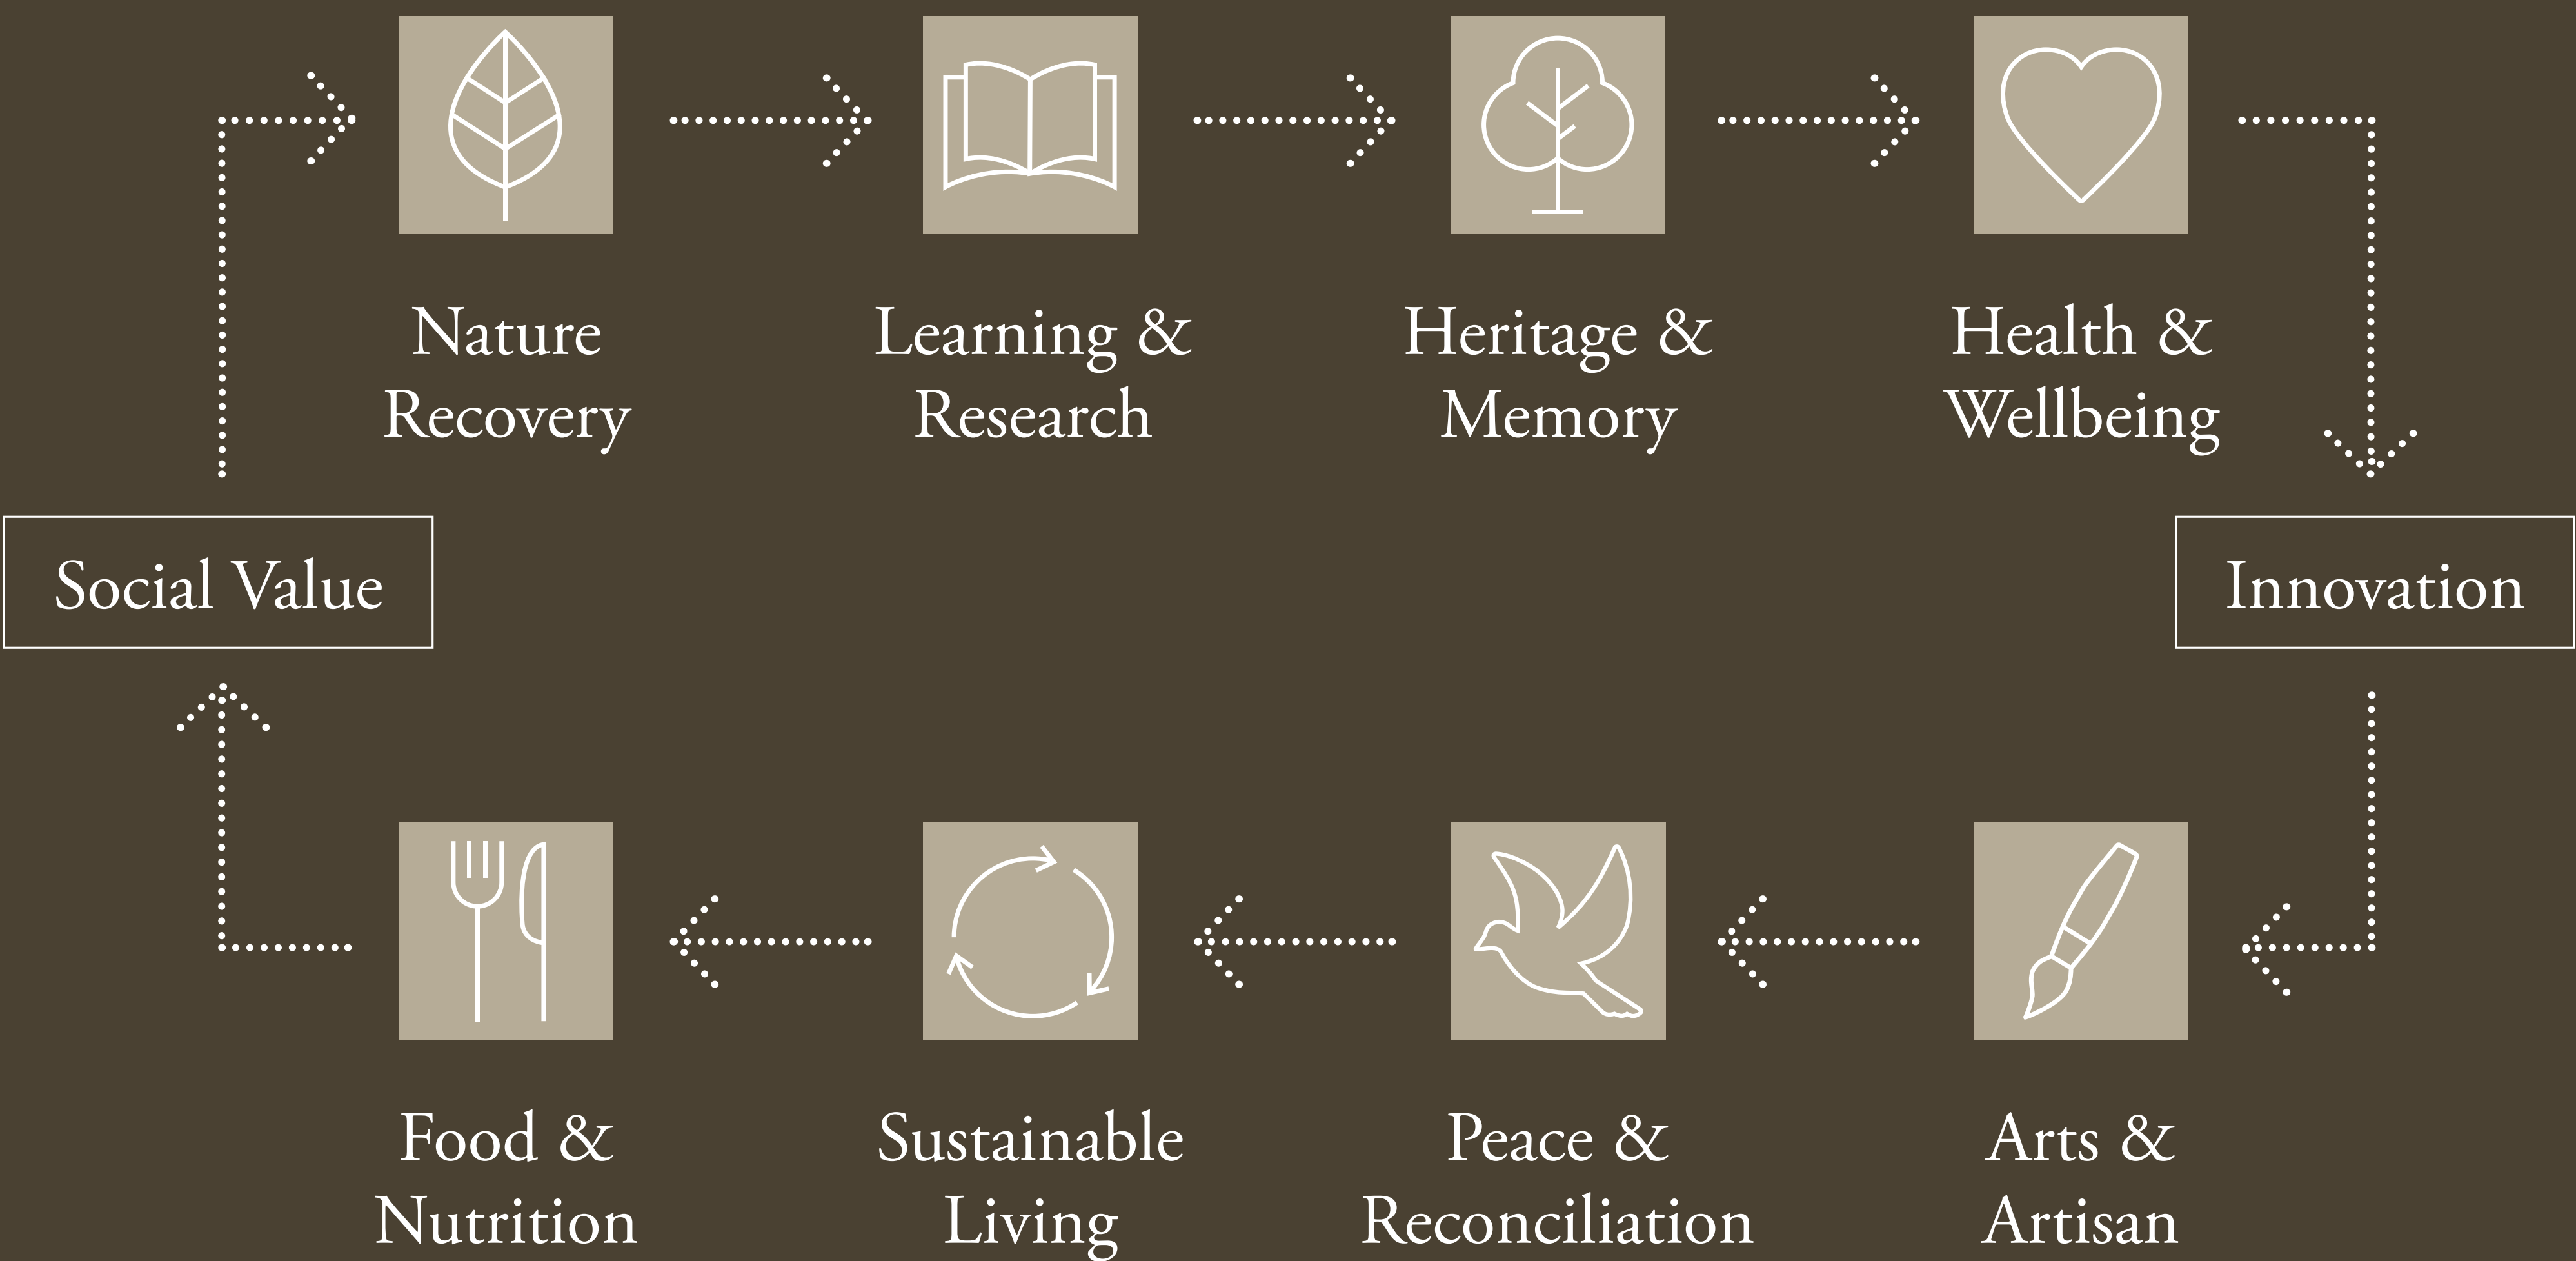 Nature
Recovery
Learning &
Research
Heritage &
Memory
Health &
Wellbeing
Social Value
Innovation
Food &
Nutrition
Sustainable
Living
Peace &
Reconciliation
Arts &
Artisan